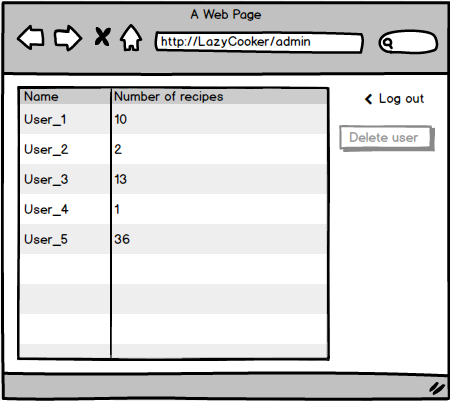 A Web Page
http://LazyCooker/admin
Name Number of recipes
Log out
User_1 10
Delete user
User_2 2
User_3 13
User_4 1
User_5 36